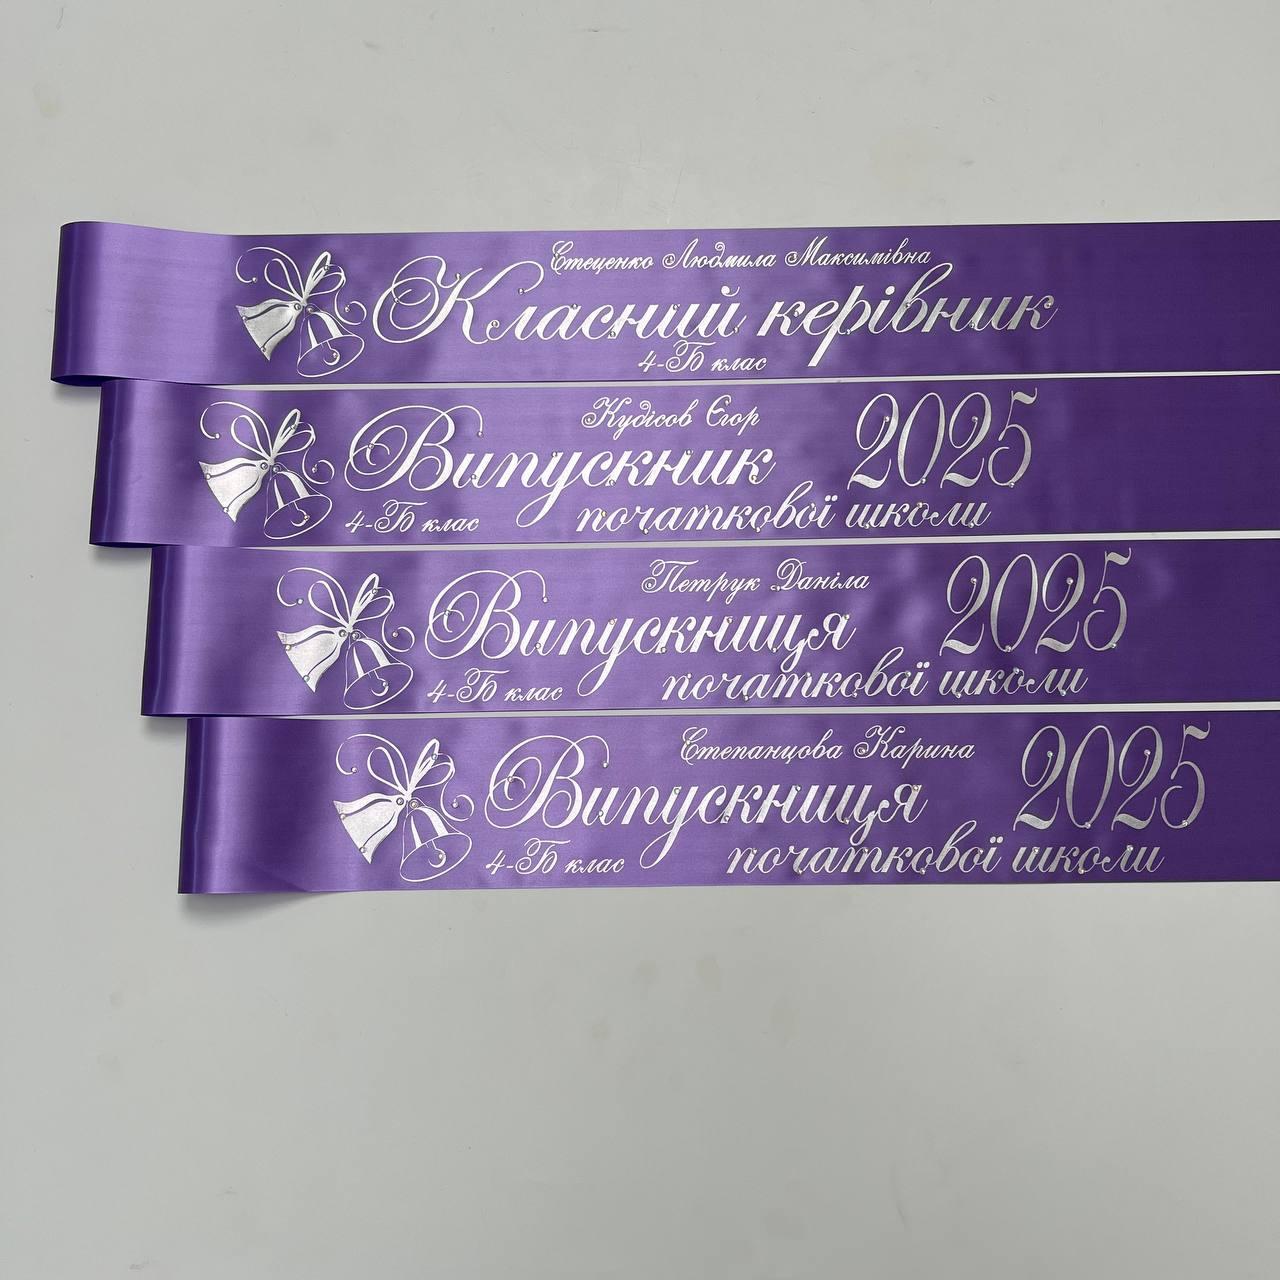 Стеценко Людмила Максимівна
Класний керівник
4-Б клас
Кудісов Єгор
Випускник 2025
4-Б клас початкової школи
Петрук Даніла
Випускниця 2025
4-Б клас початкової школи
Степанцова Карина
Випускниця 2025
4-Б клас початкової школи